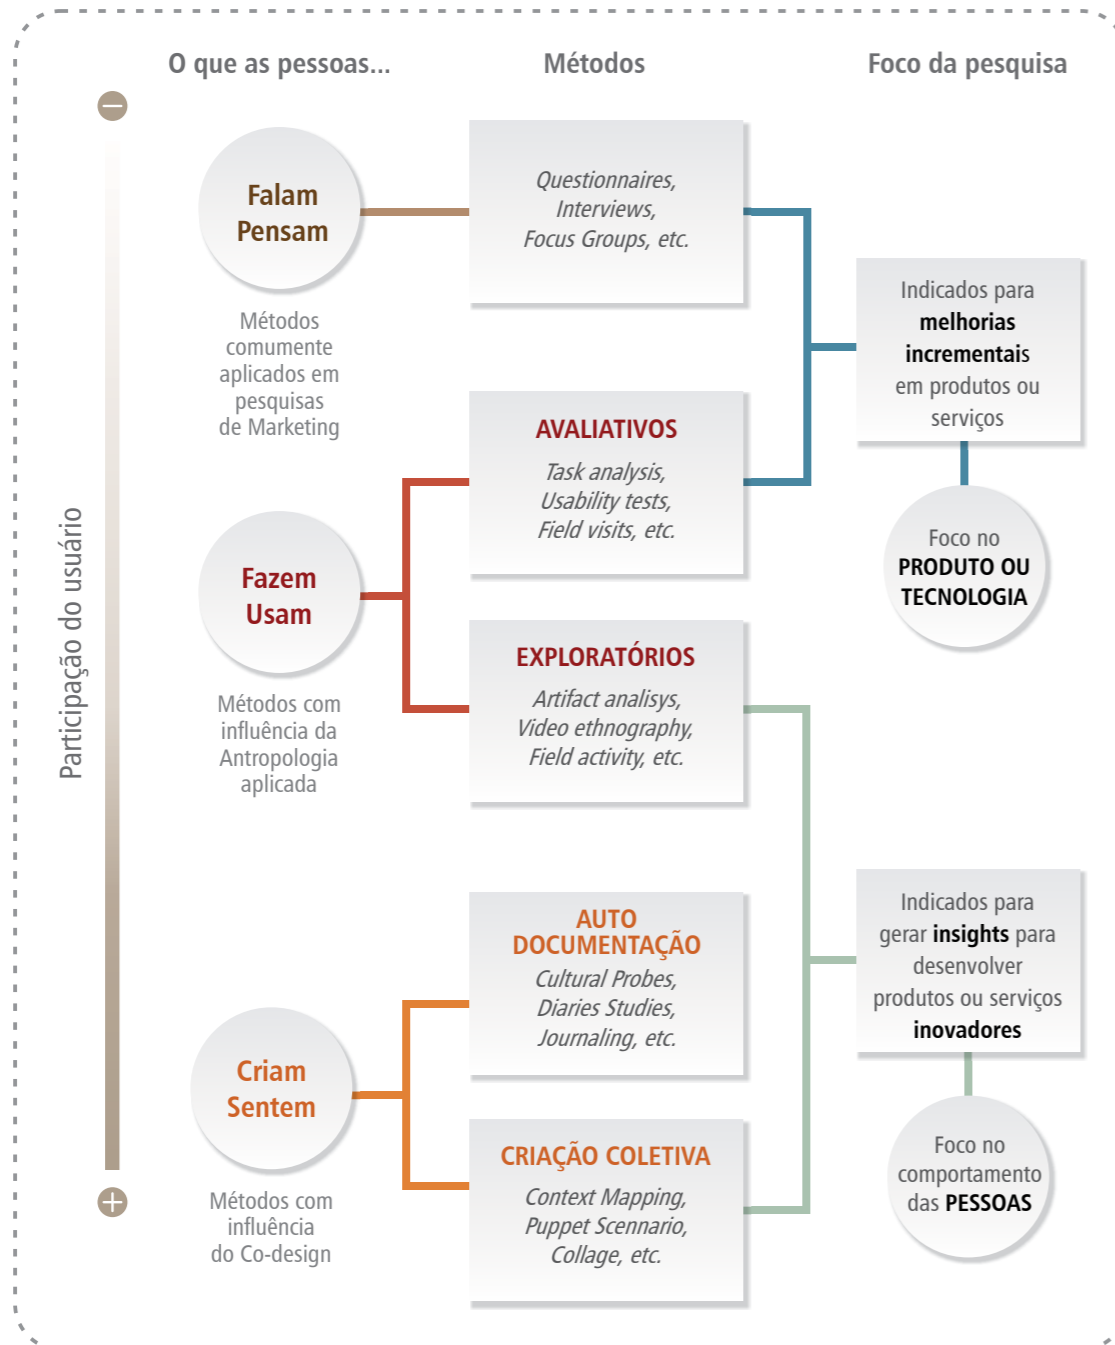 O que as pessoas...
Métodos
Foco da pesquisa
Participação do usuário
Falam
Pensam
Métodos
comumente
aplicados em
pesquisas
de Marketing
Questionnaires,
Interviews,
Focus Groups, etc.
Indicados para
melhorias
incrementais
em produtos ou
serviços
Foco no
PRODUTO OU
TECNOLOGIA
Fazem
Usam
Métodos com
influência da
Antropologia
aplicada
AVALIATIVOS
Task analysis,
Usability tests,
Field visits, etc.
EXPLORATÓRIOS
Artifact analisys,
Video ethnography,
Field activity, etc.
Criam
Sentem
Métodos com
influência
do Co-design
AUTO
DOCUMENTAÇÃO
Cultural Probes,
Diaries Studies,
Journaling, etc.
CRIAÇÃO COLETIVA
Context Mapping,
Puppet Scennario,
Collage, etc.
Indicados para
gerar insights para
desenvolver
produtos ou serviços
inovadores
Foco no
comportamento
das PESSOAS